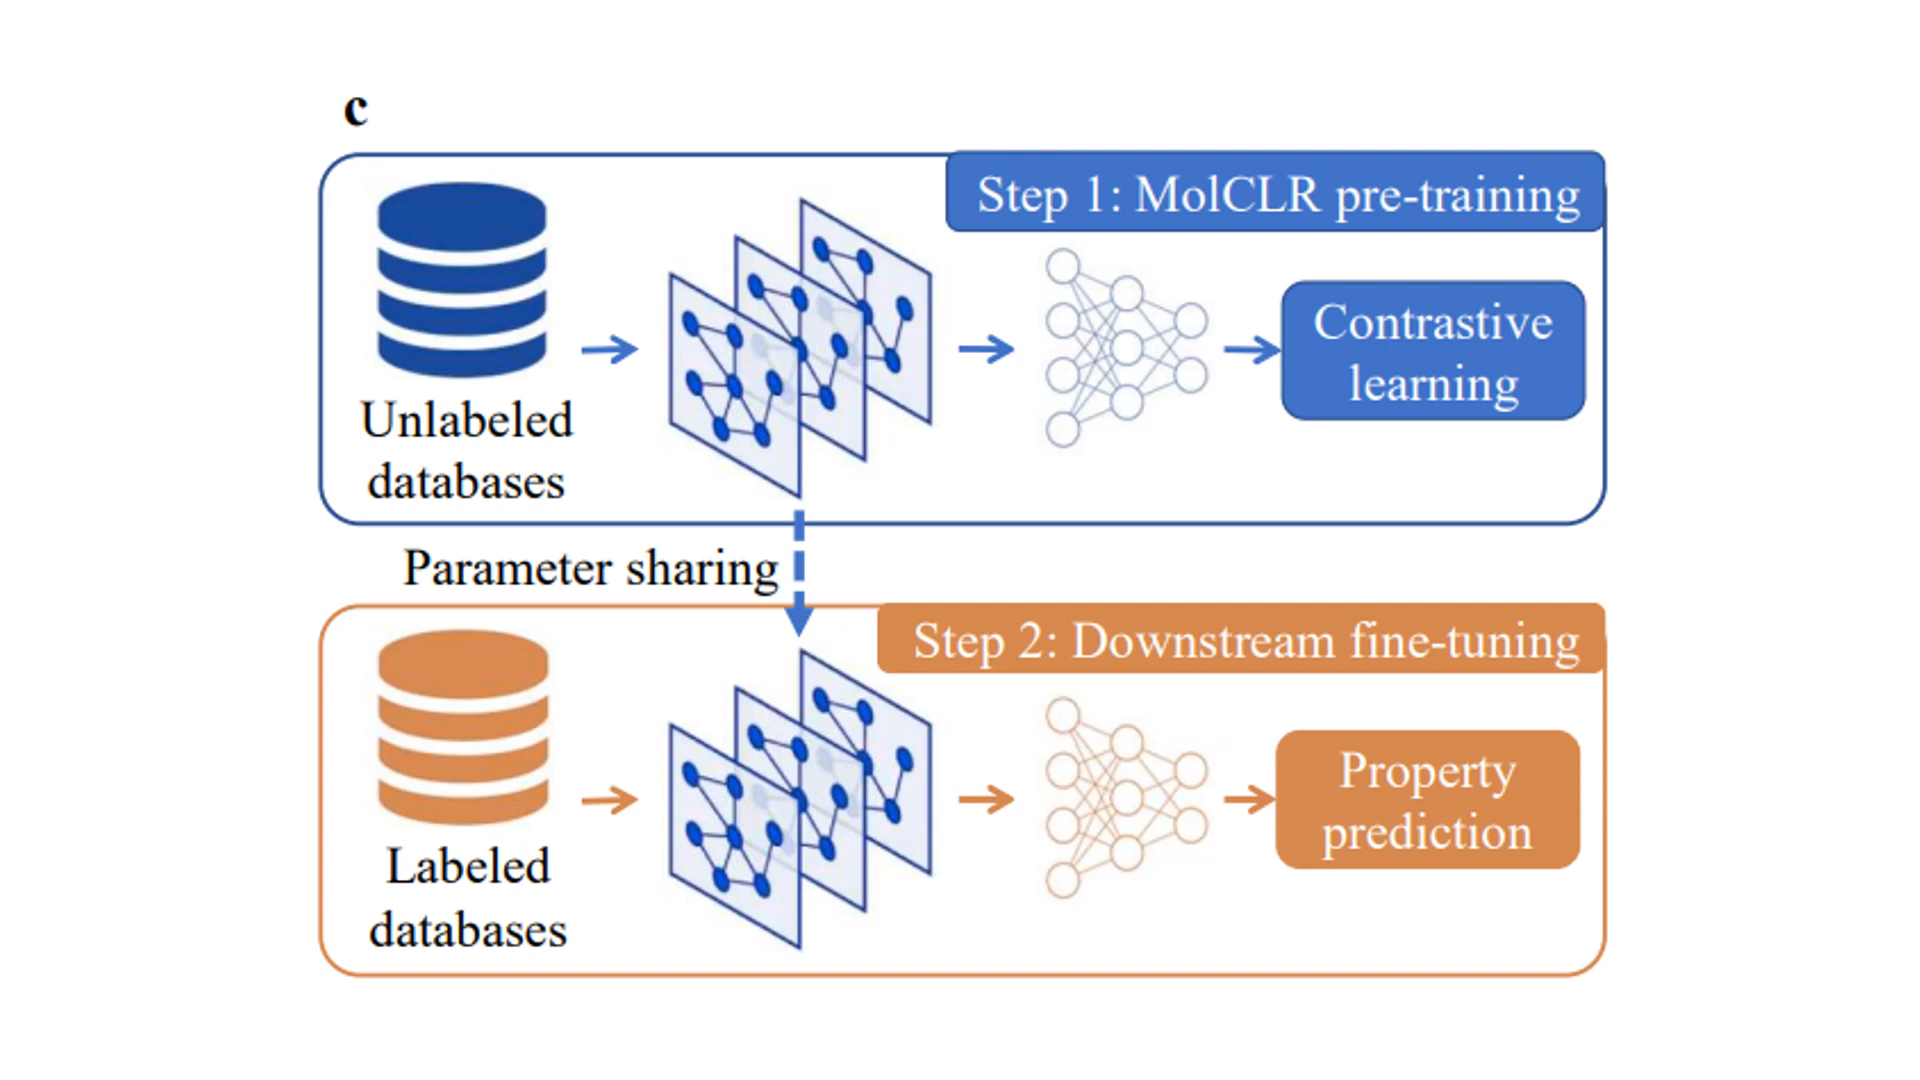 c
Step 1: MolCLR pre-training
Unlabeled
databases
Contrastive
learning
Parameter sharing
Step 2: Downstream fine-tuning
Labeled
databases
Property
prediction